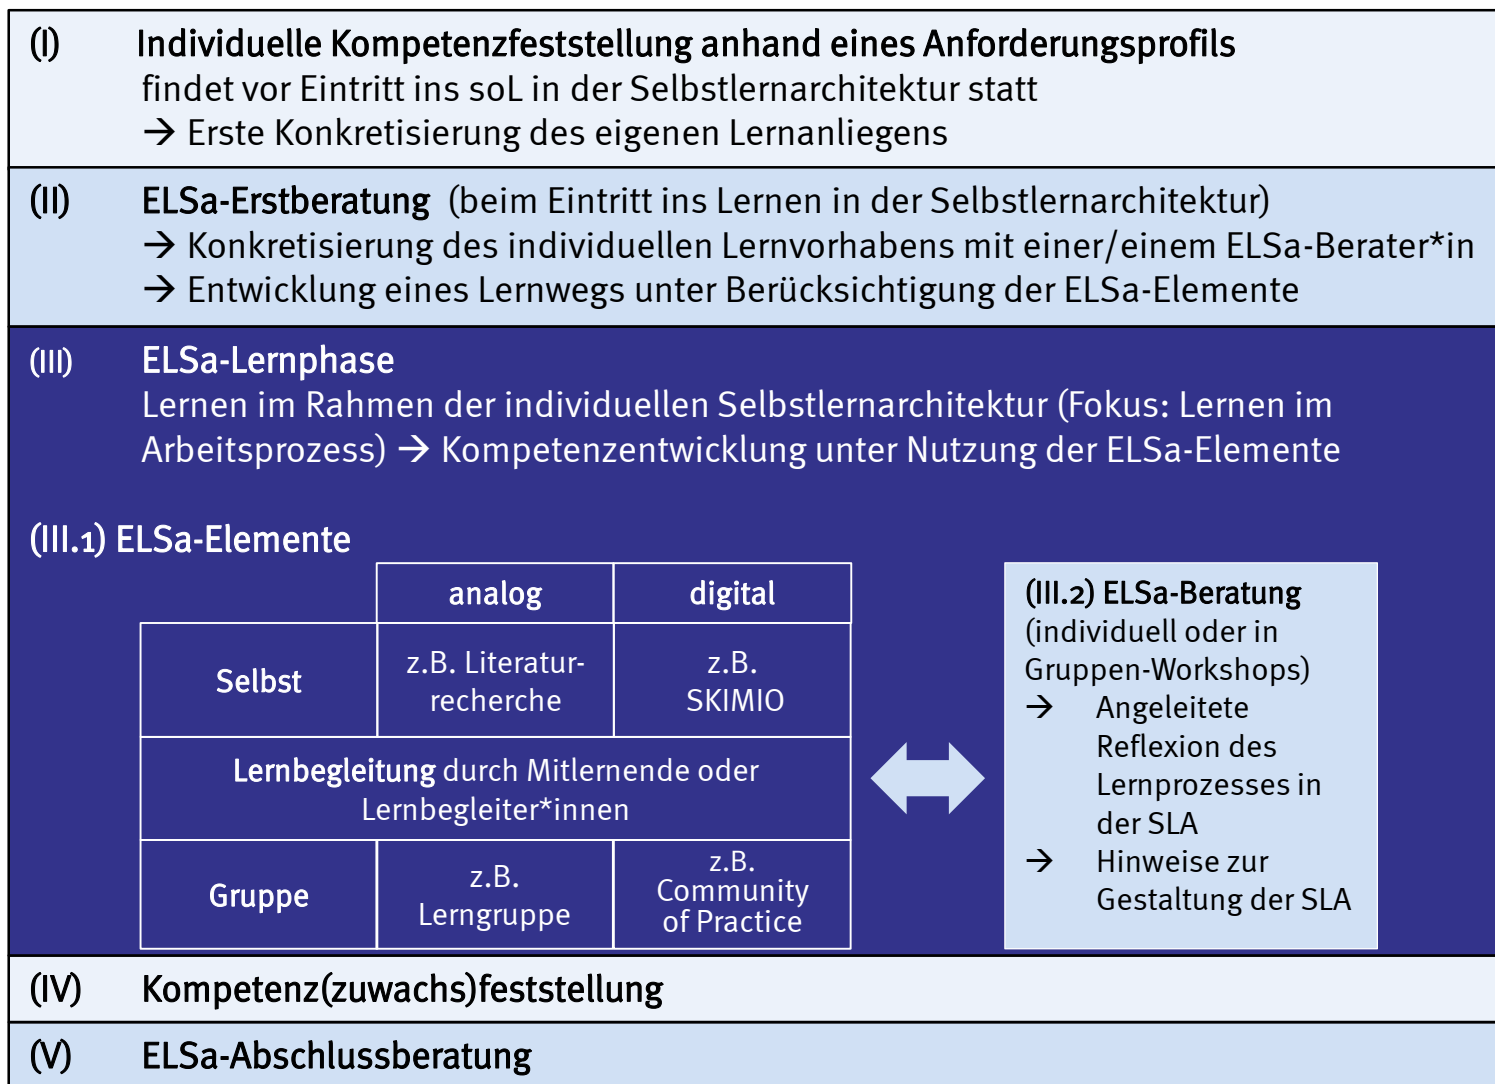 (I) Individuelle Kompetenzfeststellung anhand eines Anforderungsprofils
findet vor Eintritt ins soL in der Selbstlernarchitektur statt
→ Erste Konkretisierung des eigenen Lernanliegens
(II) ELSa-Erstberatung (beim Eintritt ins Lernen in der Selbstlernarchitektur)
→ Konkretisierung des individuellen Lernvorhabens mit einer/einem ELSa-Berater*in
→ Entwicklung eines Lernwegs unter Berücksichtigung der ELSa-Elemente
(III) ELSa-Lernphase
Lernen im Rahmen der individuellen Selbstlernarchitektur (Fokus: Lernen im
Arbeitsprozess) → Kompetenzentwicklung unter Nutzung der ELSa-Elemente
(III.1) ELSa-Elemente
analog
digital
Selbst
z.B. Literatur-
recherche
z.B.
SKIMIO
Lernbegleitung durch Mitlernende oder
Lernbegleiter*innen
Gruppe
z.B.
Lerngruppe
z.B.
Community
of Practice
(III.2) ELSa-Beratung
(individuell oder in
Gruppen-Workshops)
→ Angeleitete
Reflexion des
Lernprozesses in
der SLA
→ Hinweise zur
Gestaltung der SLA
(IV) Kompetenz(zuwachs)feststellung
(V) ELSa-Abschlussberatung